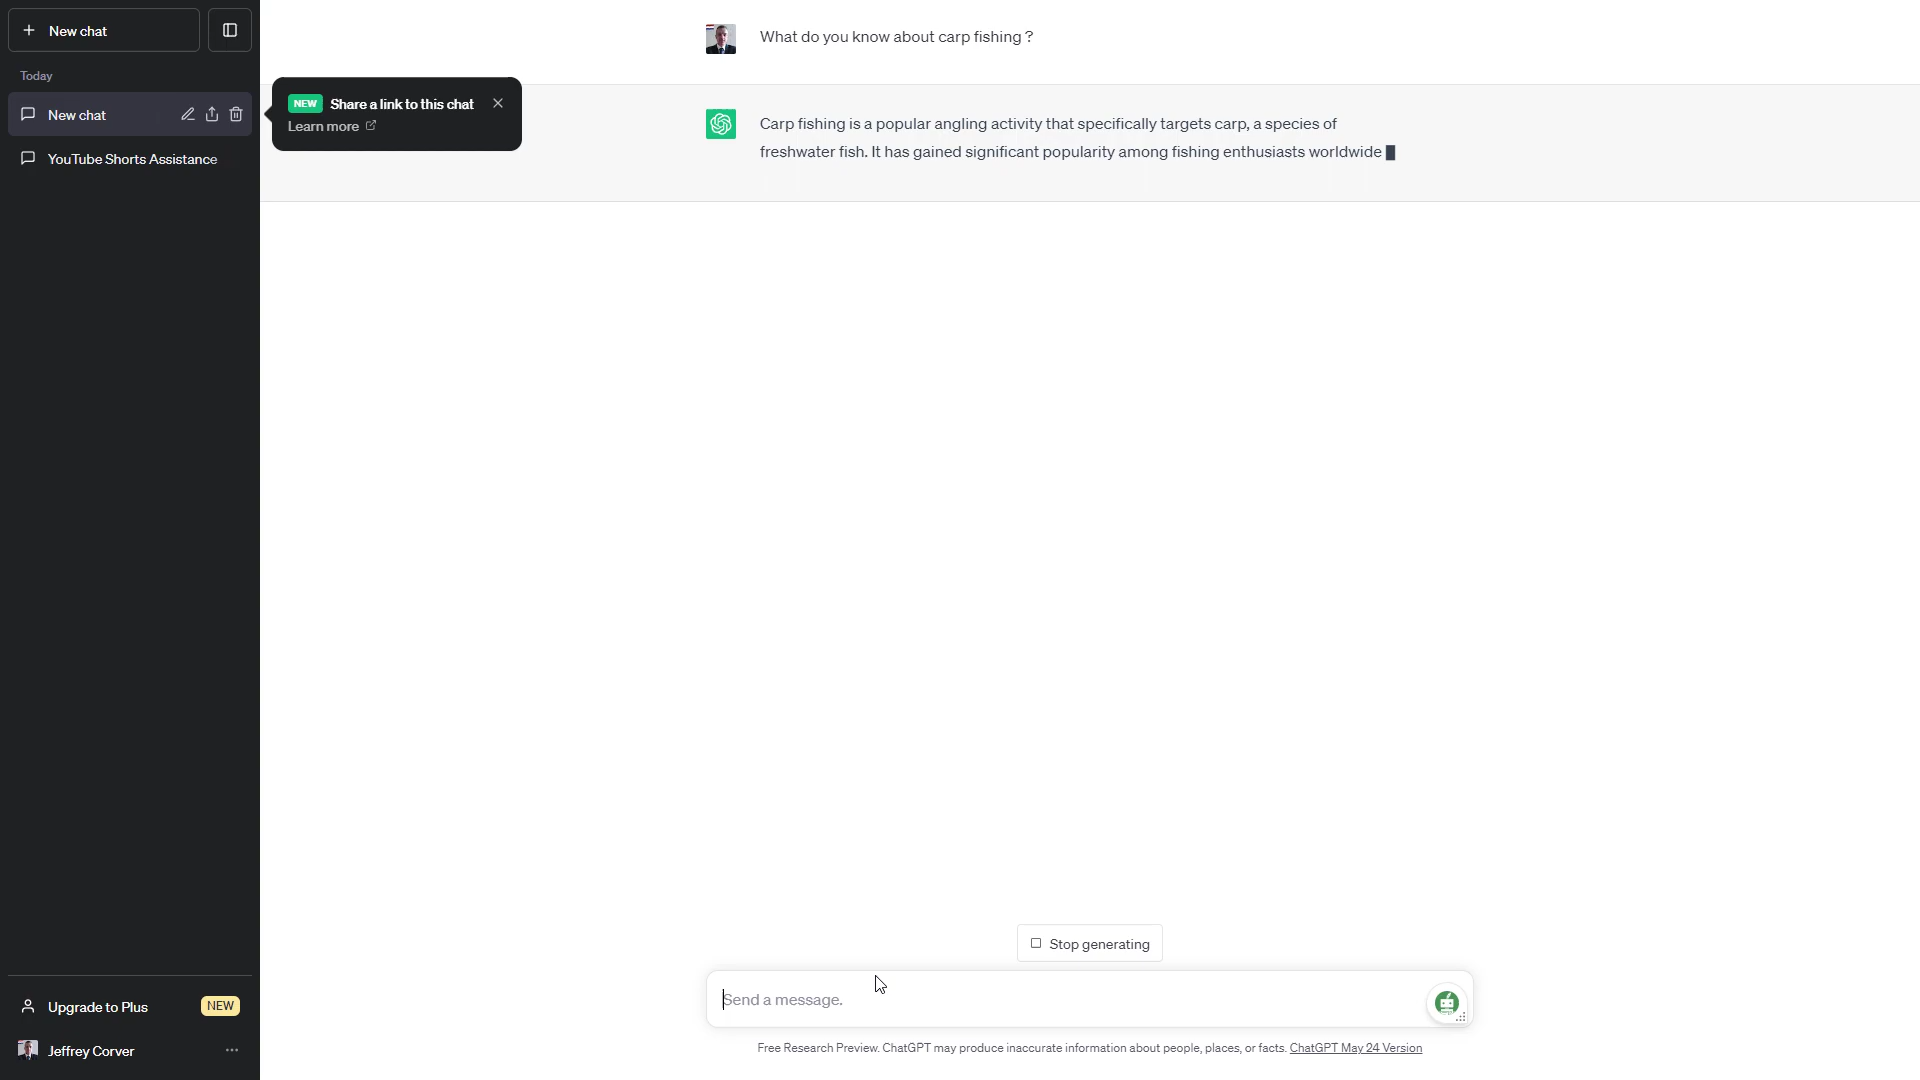 New chat
Today
New chat
YouTube Shorts Assistance
NEW Share a link to this chat
Learn more
What do you know about carp fishing ?
Carp fishing is a popular angling activity that specifically targets carp, a species of
freshwater fish. It has gained significant popularity among fishing enthusiasts worldwide
Stop generating
Send a message.
Free Research Preview. ChatGPT may produce inaccurate information about people, places, or facts. ChatGPT May 24 Version
Upgrade to Plus NEW
Jeffrey Corver